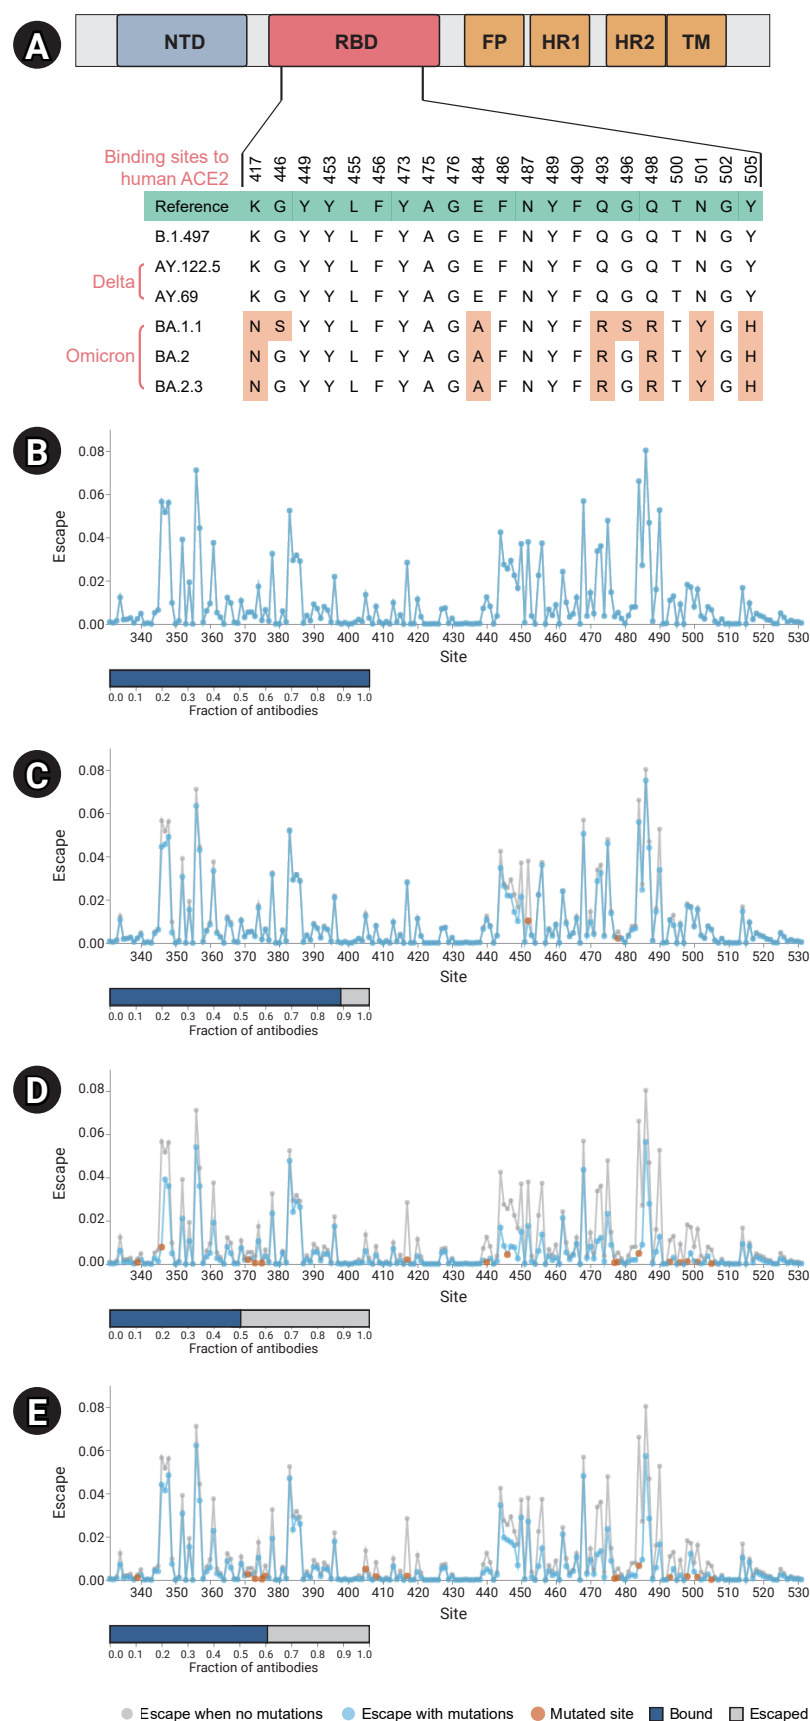 A
NTD RBD FP HR1 HR2 TM
Binding sites to
human ACE2
417 446 449 453 455 456 473 475 476 484 486 487 489 490 493 496 498 500 501 502 505
Reference K G Y Y L F Y A G E F N Y F Q G Q T N G Y
B.1.497 K G Y Y L F Y A G E F N Y F Q G Q T N G Y
Delta
AY.122.5 K G Y Y L F Y A G E F N Y F Q G Q T N G Y
AY.69 K G Y Y L F Y A G E F N Y F Q G Q T N G Y
Omicron
BA.1.1 N S Y Y L F Y A G A F N Y F R S R T Y G H
BA.2 N G Y Y L F Y A G A F N Y F R G R T Y G H
BA.2.3 N G Y Y L F Y A G A F N Y F R G R T Y G H
B
Escape
0.08
0.06
0.04
0.02
0.00
340 350 360 370 380 390 400 410 420 430 440 450 460 470 480 490 500 510 520 530
Site
0.0 0.1 0.2 0.3 0.4 0.5 0.6 0.7 0.8 0.9 1.0
Fraction of antibodies
C
Escape
0.08
0.06
0.04
0.02
0.00
340 350 360 370 380 390 400 410 420 430 440 450 460 470 480 490 500 510 520 530
Site
0.0 0.1 0.2 0.3 0.4 0.5 0.6 0.7 0.8 0.9 1.0
Fraction of antibodies
D
Escape
0.08
0.06
0.04
0.02
0.00
340 350 360 370 380 390 400 410 420 430 440 450 460 470 480 490 500 510 520 530
Site
0.0 0.1 0.2 0.3 0.4 0.5 0.6 0.7 0.8 0.9 1.0
Fraction of antibodies
E
Escape
0.08
0.06
0.04
0.02
0.00
340 350 360 370 380 390 400 410 420 430 440 450 460 470 480 490 500 510 520 530
Site
0.0 0.1 0.2 0.3 0.4 0.5 0.6 0.7 0.8 0.9 1.0
Fraction of antibodies
Escape when no mutations Escape with mutations Mutated site Bound Escaped